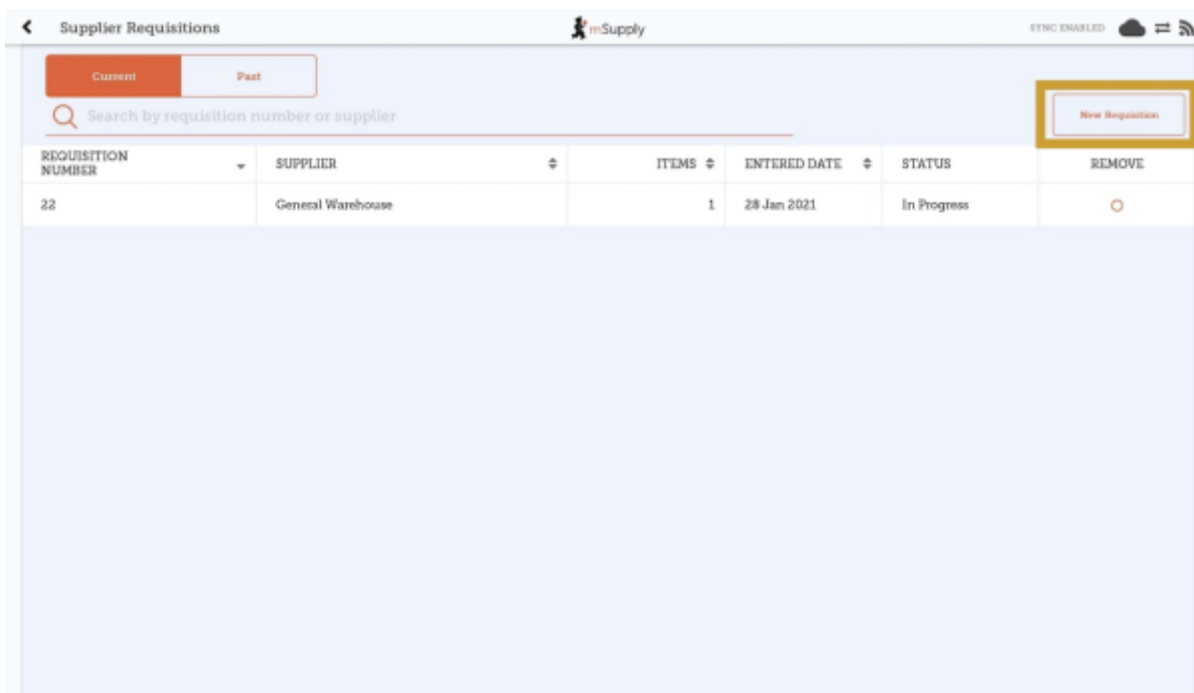 Supplier Requisitions
mSupply
SYNC ENABLED
Current
Past
Search by requisition number or supplier
New Requisition
REQUISITION
NUMBER
SUPPLIER
ITEMS
ENTERED DATE
STATUS
REMOVE
22
General Warehouse
1
28 Jan 2021
In Progress